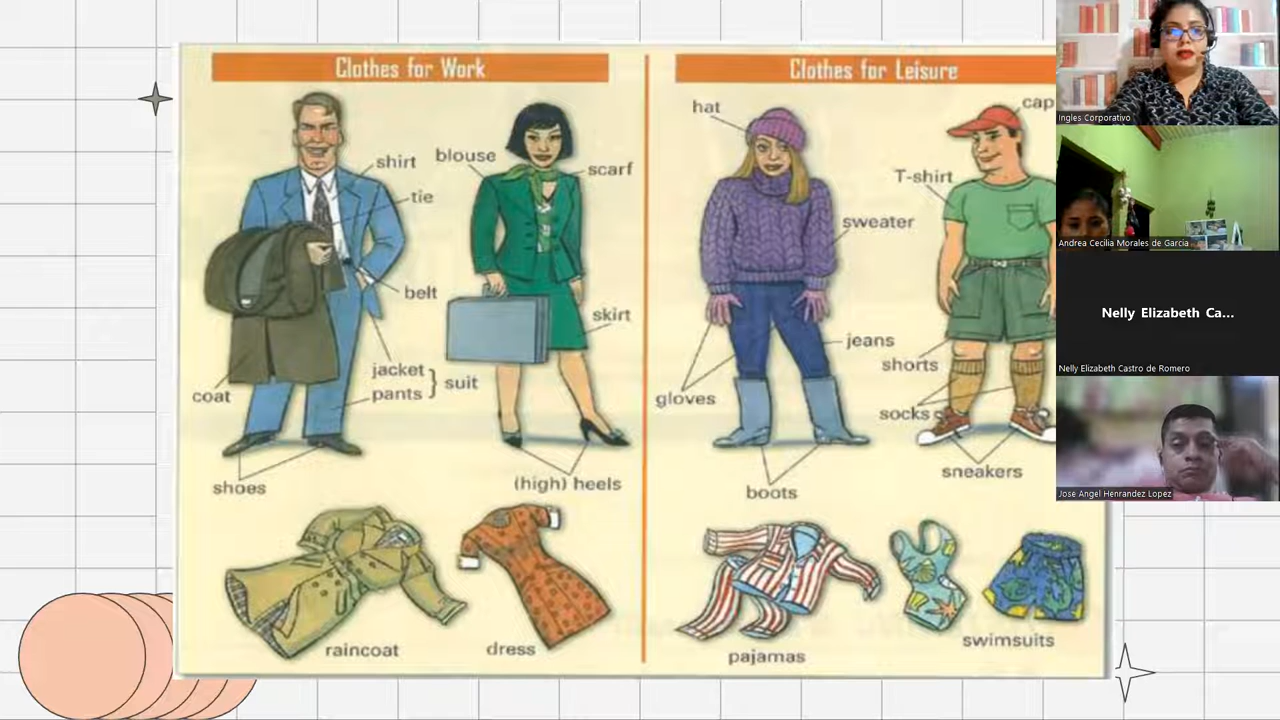 Clothes for Work
shirt
blouse
scarf
tie
belt
skirt
jacket
pants
suit
coat
shoes
(high) heels
raincoat
dress
Clothes for Leisure
hat
cap
T-shirt
sweater
jeans
shorts
gloves
socks
sneakers
boots
pajamas
swimsuits
Ingles Corporativo
Andrea Cecilia Morales de Garcia
Nelly Elizabeth Ca...
Nelly Elizabeth Castro de Romero
Jose Angel Henrandez Lopez